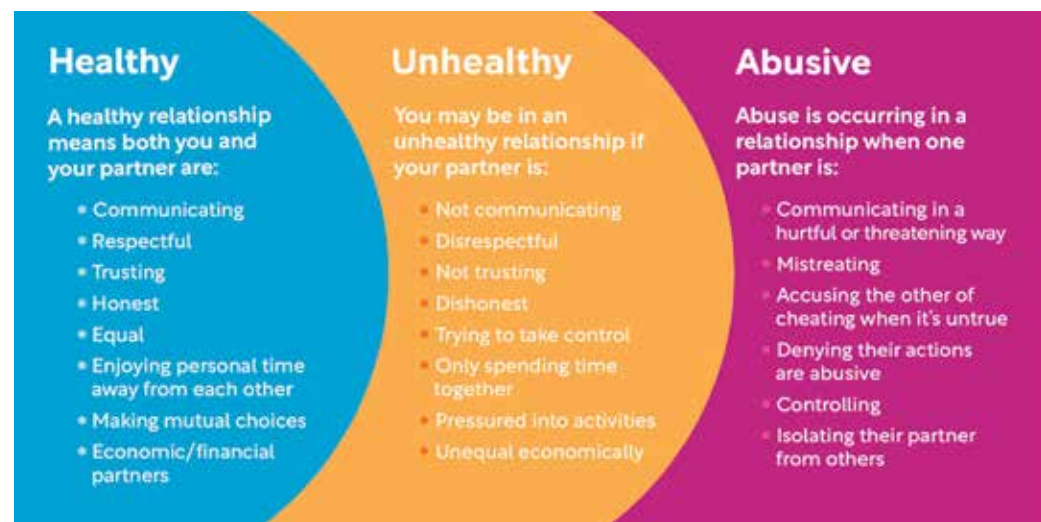 Healthy
A healthy relationship
means both you and
your partner are:
• Communicating
• Respectful
• Trusting
• Honest
• Equal
• Enjoying personal time
away from each other
• Making mutual choices
• Economic/financial
partners
Unhealthy
You may be in an
unhealthy relationship if
your partner is:
• Not communicating
• Disrespectful
• Not trusting
• Dishonest
• Trying to take control
• Only spending time
together
• Pressured into activities
• Unequal economically
Abusive
Abuse is occurring in a
relationship when one
partner is:
• Communicating in a
hurtful or threatening way
• Mistreating
• Accusing the other of
cheating when it's untrue
• Denying their actions
are abusive
• Controlling
• Isolating their partner
from others